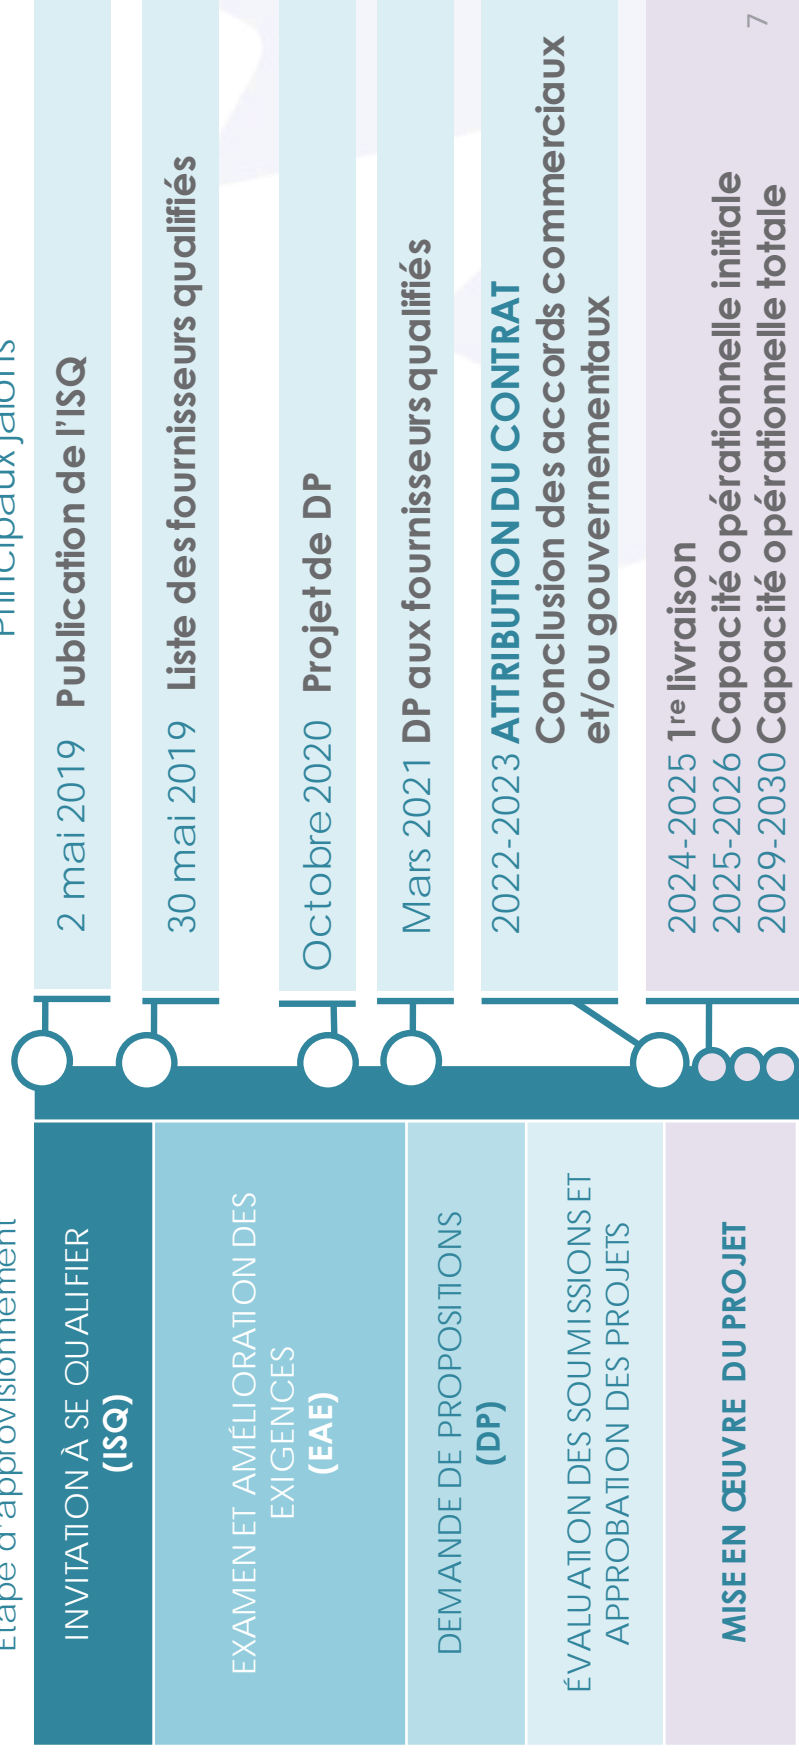 Étape d'approvisionnement
Principaux jalons
INVITATION À SE QUALIFIER
(ISQ)
EXAMEN ET AMÉLIORATION DES
EXIGENCES
(EAE)
DEMANDE DE PROPOSITIONS
(DP)
ÉVALUATION DES SOUMISSIONS ET
APPROBATION DES PROJETS
MISE EN ŒUVRE DU PROJET
2 mai 2019 Publication de l'ISQ
30 mai 2019 Liste des fournisseurs qualifiés
Octobre 2020 Projet de DP
Mars 2021 DP aux fournisseurs qualifiés
2022-2023 ATTRIBUTION DU CONTRAT
Conclusion des accords commerciaux
et/ou gouvernementaux
2024-2025 1re livraison
2025-2026 Capacité opérationnelle initiale
2029-2030 Capacité opérationnelle totale
7